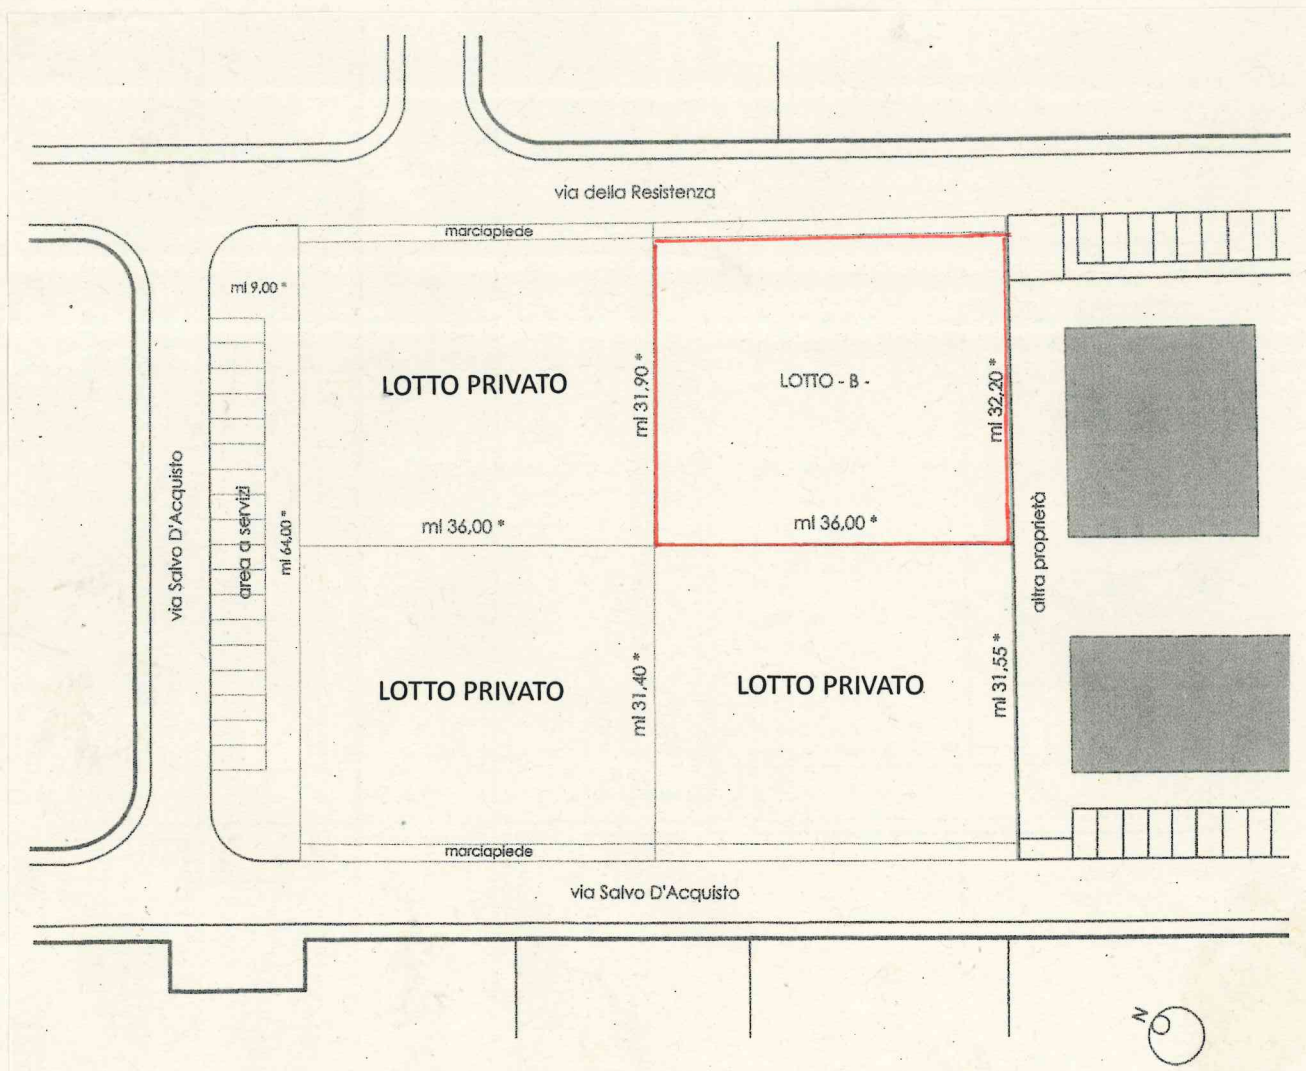 via della Resistenza
marciapiede
ml 9,00 *
LOTTO PRIVATO
ml 31,90 *
LOTTO - B -
ml 32,20 *
via Salvo D'Acquisto
area a servizi
ml 64,00 *
ml 36,00 *
ml 36,00 *
altra proprietà
LOTTO PRIVATO
ml 31,40 *
LOTTO PRIVATO
ml 31,55 *
marciapiede
via Salvo D'Acquisto
N